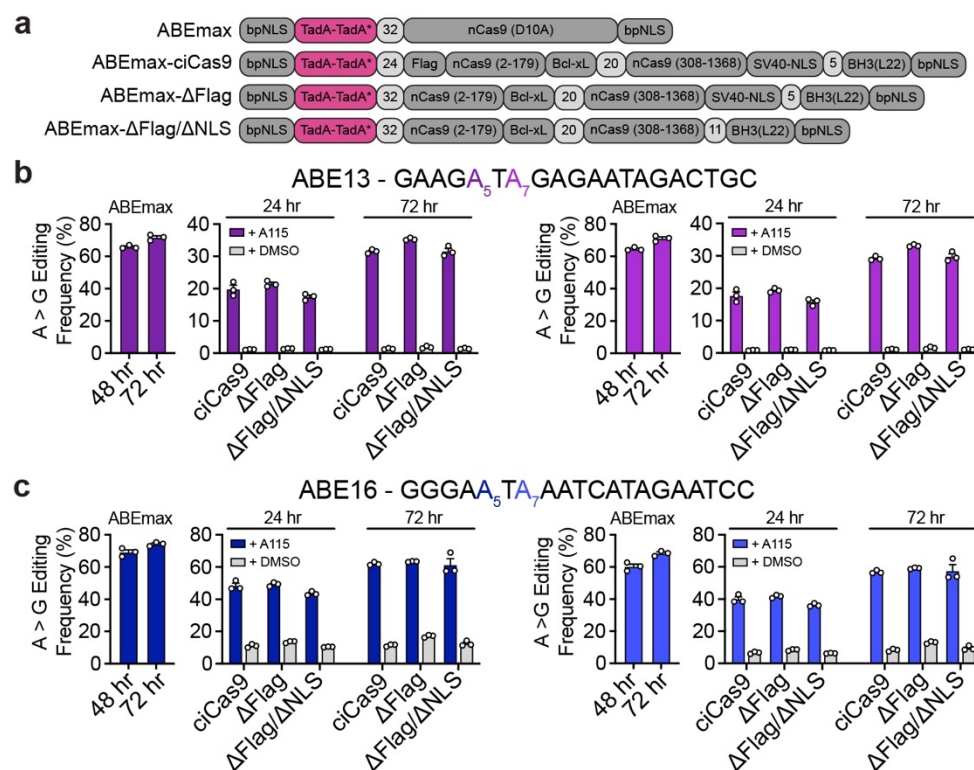 a
ABEmax
bpNLS TadA-TadA* 32 nCas9 (D10A) bpNLS
ABEmax-ciCas9
bpNLS TadA-TadA* 24 Flag nCas9 (2-179) Bcl-xL 20 nCas9 (308-1368) SV40-NLS 5 BH3(L22) bpNLS
ABEmax-ΔFlag
bpNLS TadA-TadA* 32 nCas9 (2-179) Bcl-xL 20 nCas9 (308-1368) SV40-NLS 5 BH3(L22) bpNLS
ABEmax-ΔFlag/ΔNLS
bpNLS TadA-TadA* 32 nCas9 (2-179) Bcl-xL 20 nCas9 (308-1368) 11 BH3(L22) bpNLS
b
ABE13 - GAAGA5TA7GAGAATAGACTGC
A > G Editing
Frequency (%)
ABEmax
80
60
40
20
0
48 hr
72 hr
24 hr
72 hr
40
30
20
10
0
+ A115
+ DMSO
ciCas9
ΔFlag
ΔFlag/ΔNLS
ciCas9
ΔFlag
ΔFlag/ΔNLS
A > G Editing
Frequency (%)
ABEmax
80
60
40
20
0
48 hr
72 hr
24 hr
72 hr
40
30
20
10
0
+ A115
+ DMSO
ciCas9
ΔFlag
ΔFlag/ΔNLS
ciCas9
ΔFlag
ΔFlag/ΔNLS
c
ABE16 - GGGAA5TA7AATCATAGAATCC
A > G Editing
Frequency (%)
ABEmax
80
60
40
20
0
48 hr
72 hr
24 hr
72 hr
80
60
40
20
0
+ A115
+ DMSO
ciCas9
ΔFlag
ΔFlag/ΔNLS
ciCas9
ΔFlag
ΔFlag/ΔNLS
A >G Editing
Frequency (%)
ABEmax
80
60
40
20
0
48 hr
72 hr
24 hr
72 hr
80
60
40
20
0
+ A115
+ DMSO
ciCas9
ΔFlag
ΔFlag/ΔNLS
ciCas9
ΔFlag
ΔFlag/ΔNLS